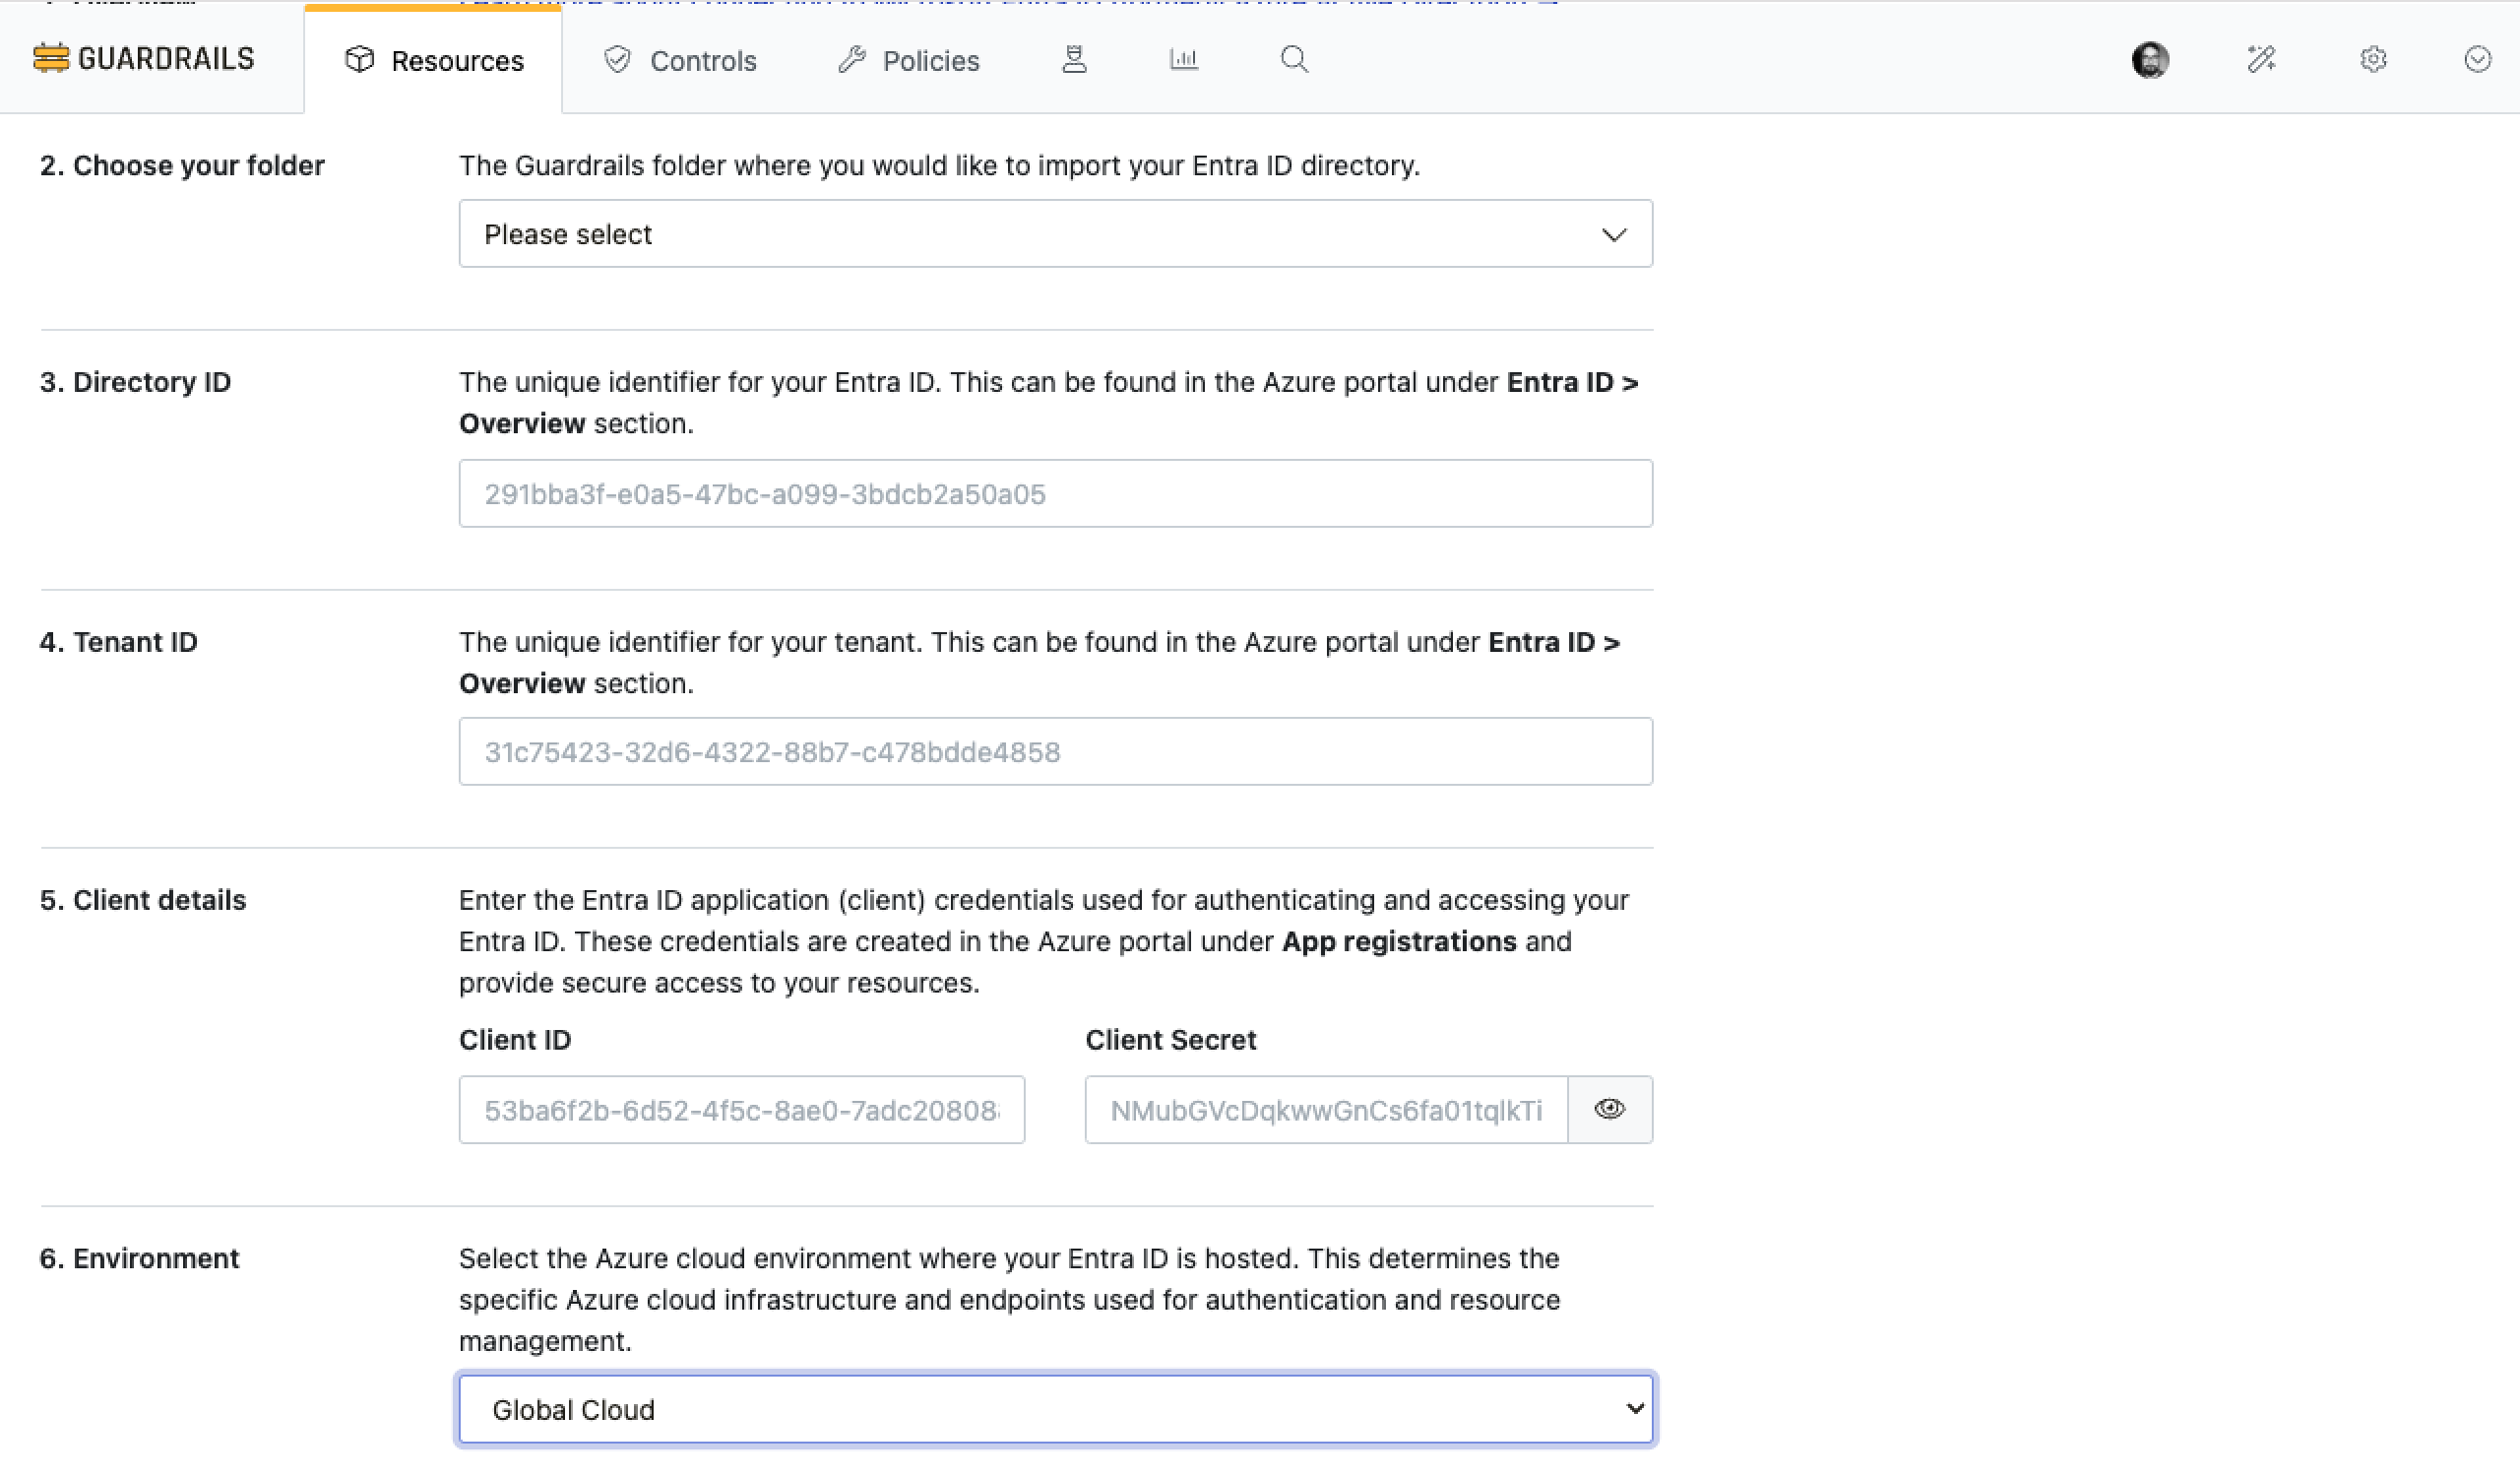 GUARDRAILS
Resources
Controls
Policies
2. Choose your folder
The Guardrails folder where you would like to import your Entra ID directory.
Please select
3. Directory ID
The unique identifier for your Entra ID. This can be found in the Azure portal under Entra ID >
Overview section.
291bba3f-e0a5-47bc-a099-3bdcb2a50a05
4. Tenant ID
The unique identifier for your tenant. This can be found in the Azure portal under Entra ID >
Overview section.
31c75423-32d6-4322-88b7-c478bdde4858
5. Client details
Enter the Entra ID application (client) credentials used for authenticating and accessing your
Entra ID. These credentials are created in the Azure portal under App registrations and
provide secure access to your resources.
Client ID
Client Secret
53ba6f2b-6d52-4f5c-8ae0-7adc20808
NMubGVcDqkwwGnCs6fa01tqlkTi
6. Environment
Select the Azure cloud environment where your Entra ID is hosted. This determines the
specific Azure cloud infrastructure and endpoints used for authentication and resource
management.
Global Cloud